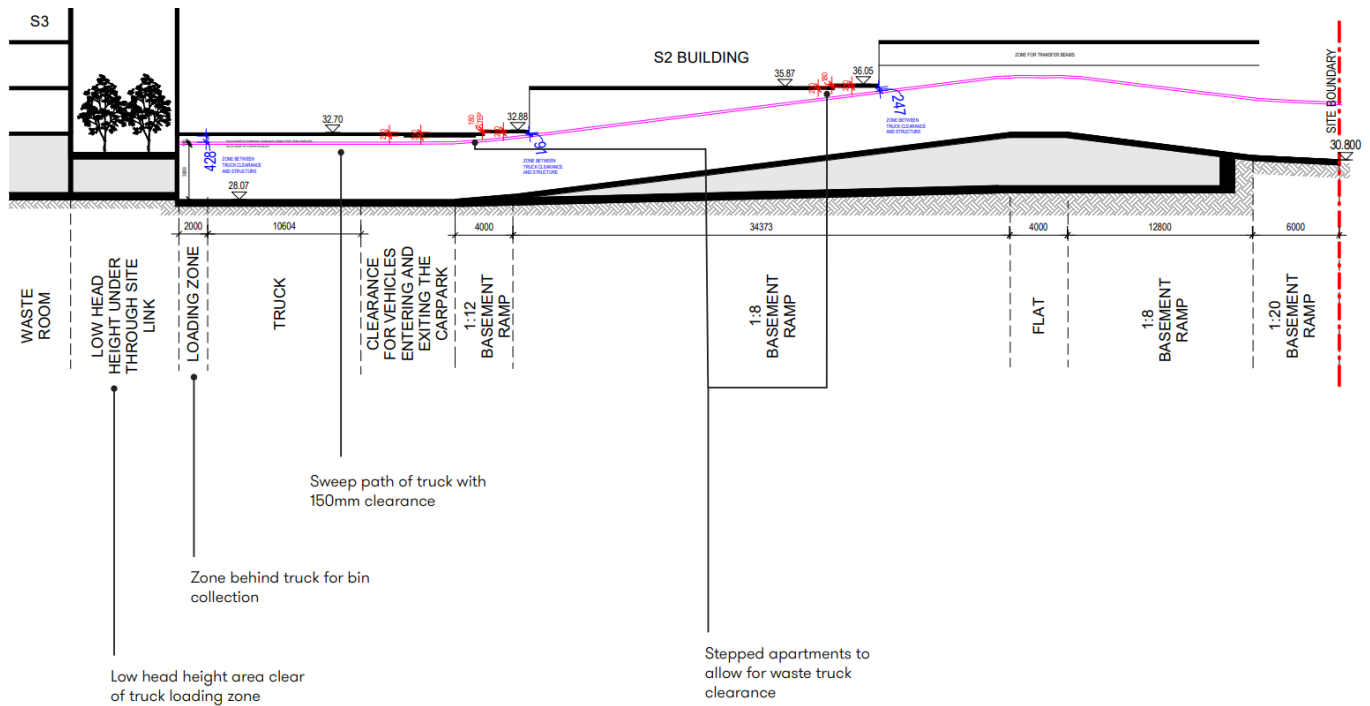 S3
S2 BUILDING
ZONE FOR TRANSFER BEAMS
SITE BOUNDARY
35.87
180
36.05
247
ZONE BETWEEN
TRUCK CLEARANCE
AND STRUCTURE
32.70
180
STEP
32.88
91
ZONE BETWEEN
TRUCK CLEARANCE
AND STRUCTURE
428
ZONE BETWEEN
TRUCK CLEARANCE
AND STRUCTURE
28.07
30.800
2000
10604
4000
34373
4000
12800
6000
WASTE
ROOM
LOW HEAD
HEIGHT UNDER
THROUGH SITE
LINK
LOADING ZONE
TRUCK
CLEARANCE
FOR VEHICLES
ENTERING AND
EXITING THE
CARPARK
1:12
BASEMENT
RAMP
1:8
BASEMENT
RAMP
FLAT
1:8
BASEMENT
RAMP
1:20
BASEMENT
RAMP
Sweep path of truck with
150mm clearance
Zone behind truck for bin
collection
Low head height area clear
of truck loading zone
Stepped apartments to
allow for waste truck
clearance